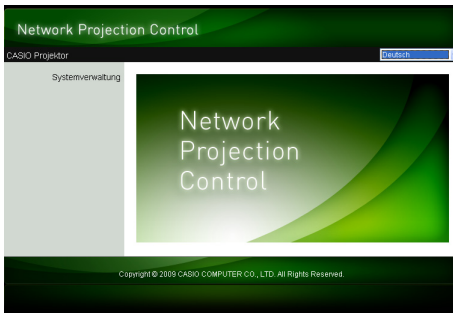 Network Projection Control
CASIO Projektor
Deutsch
Systemverwaltung
Network
Projection
Control
Copyright © 2009 CASIO COMPUTER CO., LTD. All Rights Reserved.